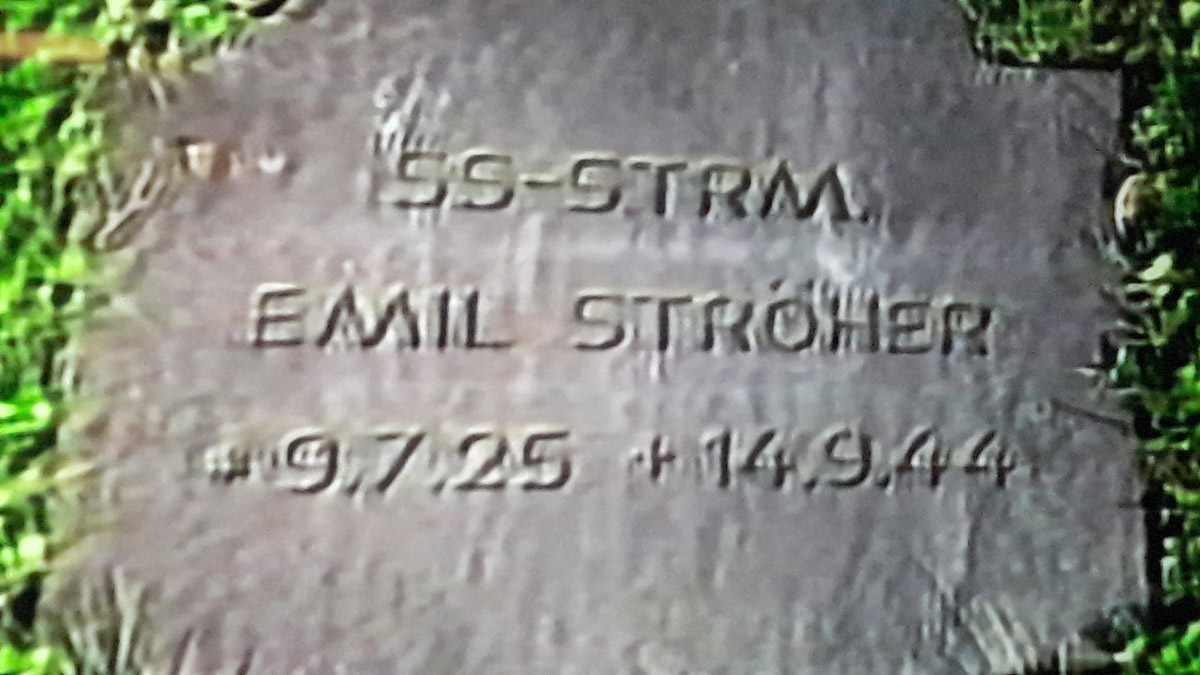 SS-STRM.
EMIL STRÖHER
* 9.7.25 + 14.9.44